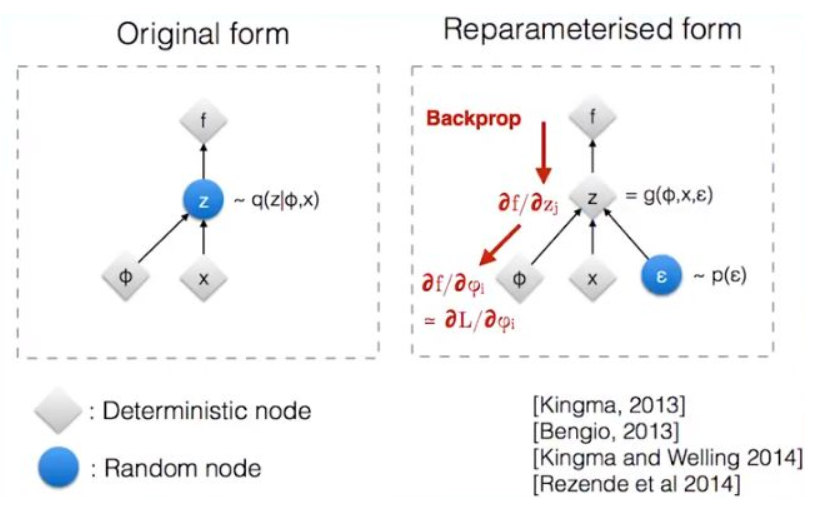 Original form
Reparameterised form
f
z
~ q(z|ϕ,x)
ϕ
x
Backprop
f
∂f/∂zj
z
= g(ϕ,x,ε)
∂f/∂φi
≃ ∂L/∂φi
ϕ
x
ε
~ p(ε)
: Deterministic node
: Random node
[Kingma, 2013]
[Bengio, 2013]
[Kingma and Welling 2014]
[Rezende et al 2014]